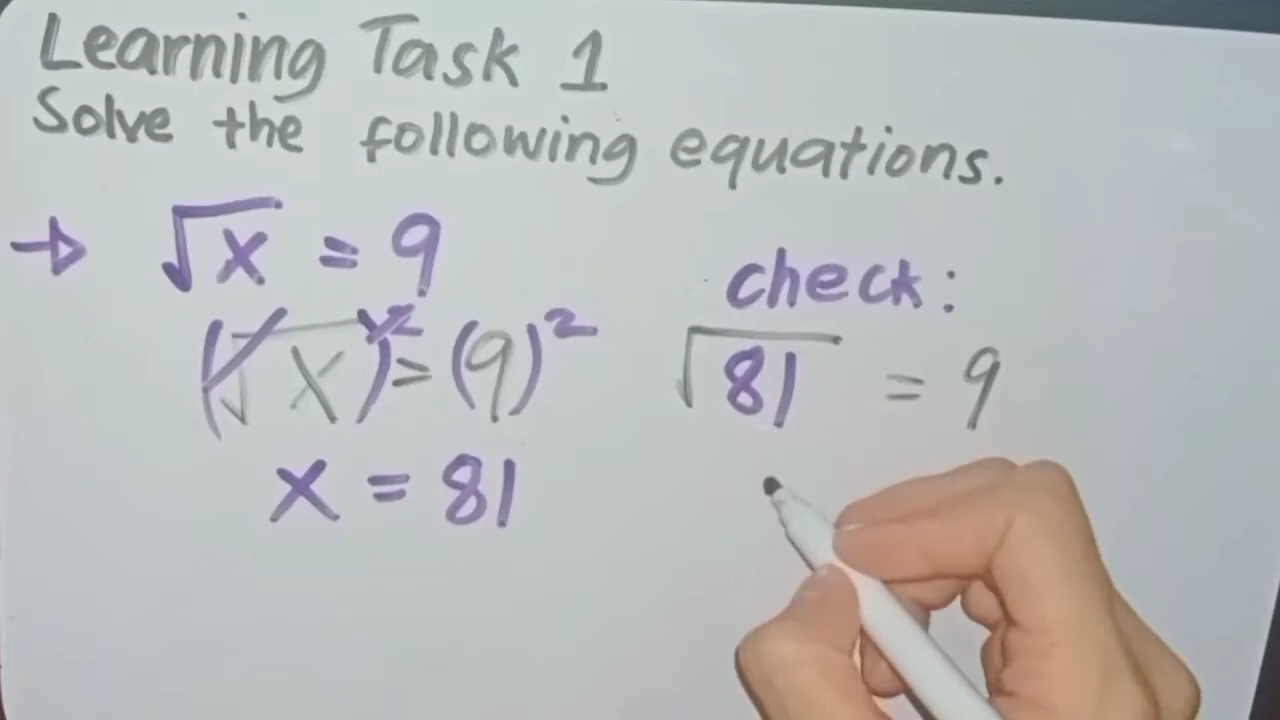 Learning Task 1
Solve the following equations.
→ √x = 9
(√x)² = (9)²
x = 81
check:
√81 = 9